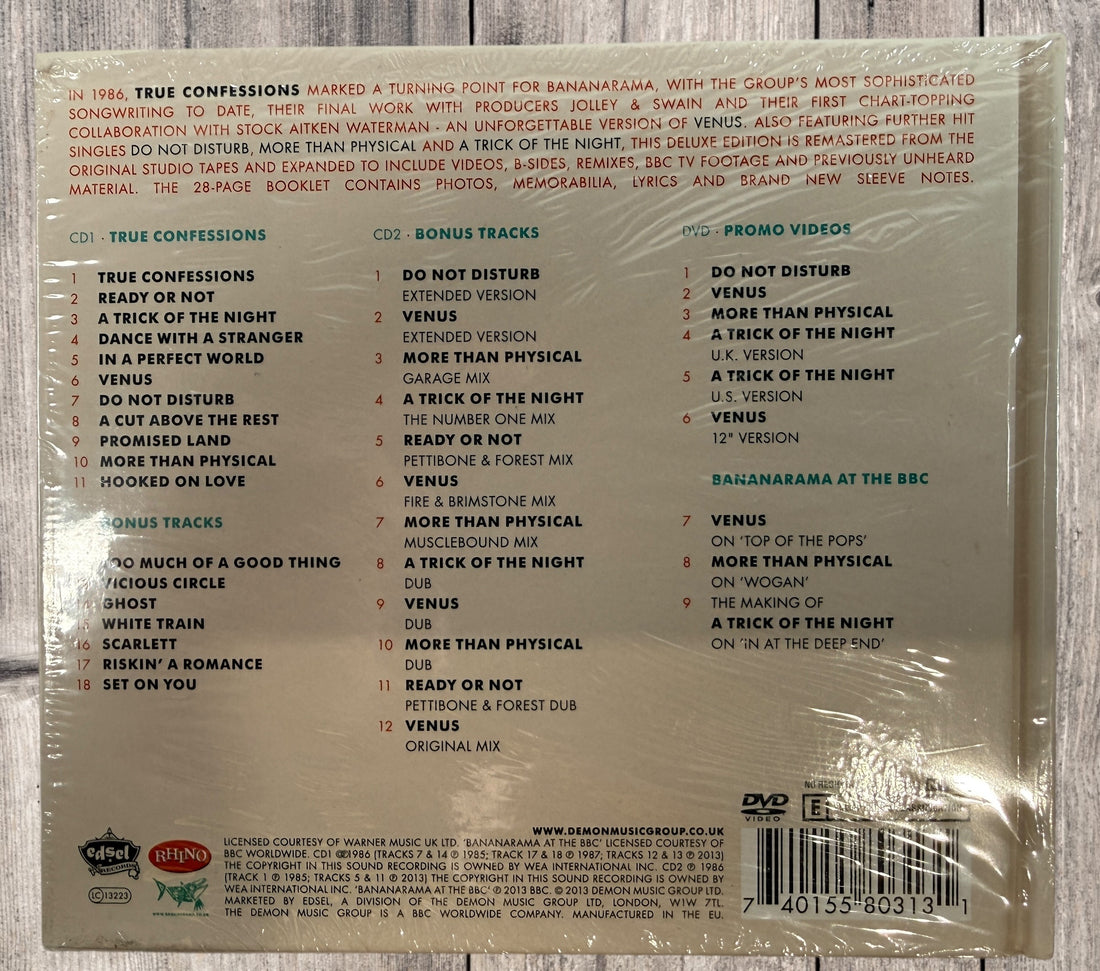 IN 1986, TRUE CONFESSIONS MARKED A TURNING POINT FOR BANANARAMA, WITH THE GROUP'S MOST SOPHISTICATED
SONGWRITING TO DATE, THEIR FINAL WORK WITH PRODUCERS JOLLEY & SWAIN AND THEIR FIRST CHART-TOPPING
COLLABORATION WITH STOCK AITKEN WATERMAN - AN UNFORGETTABLE VERSION OF VENUS. ALSO FEATURING FURTHER HIT
SINGLES DO NOT DISTURB, MORE THAN PHYSICAL AND A TRICK OF THE NIGHT, THIS DELUXE EDITION IS REMASTERED FROM THE
ORIGINAL STUDIO TAPES AND EXPANDED TO INCLUDE VIDEOS, B-SIDES, REMIXES, BBC TV FOOTAGE AND PREVIOUSLY UNHEARD
MATERIAL. THE 28-PAGE BOOKLET CONTAINS PHOTOS, MEMORABILIA, LYRICS AND BRAND NEW SLEEVE NOTES.
CD1 · TRUE CONFESSIONS
1 TRUE CONFESSIONS
2 READY OR NOT
3 A TRICK OF THE NIGHT
4 DANCE WITH A STRANGER
5 IN A PERFECT WORLD
6 VENUS
7 DO NOT DISTURB
8 A CUT ABOVE THE REST
9 PROMISED LAND
10 MORE THAN PHYSICAL
11 HOOKED ON LOVE
BONUS TRACKS
TOO MUCH OF A GOOD THING
VICIOUS CIRCLE
GHOST
15 WHITE TRAIN
16 SCARLETT
17 RISKIN' A ROMANCE
18 SET ON YOU
CD2 · BONUS TRACKS
1 DO NOT DISTURB
EXTENDED VERSION
2 VENUS
EXTENDED VERSION
3 MORE THAN PHYSICAL
GARAGE MIX
4 A TRICK OF THE NIGHT
THE NUMBER ONE MIX
5 READY OR NOT
PETTIBONE & FOREST MIX
6 VENUS
FIRE & BRIMSTONE MIX
7 MORE THAN PHYSICAL
MUSCLEBOUND MIX
8 A TRICK OF THE NIGHT
DUB
9 VENUS
DUB
10 MORE THAN PHYSICAL
DUB
11 READY OR NOT
PETTIBONE & FOREST DUB
12 VENUS
ORIGINAL MIX
DVD · PROMO VIDEOS
1 DO NOT DISTURB
2 VENUS
3 MORE THAN PHYSICAL
4 A TRICK OF THE NIGHT
U.K. VERSION
5 A TRICK OF THE NIGHT
U.S. VERSION
6 VENUS
12" VERSION
BANANARAMA AT THE BBC
7 VENUS
ON 'TOP OF THE POPS'
8 MORE THAN PHYSICAL
ON 'WOGAN'
9 THE MAKING OF
A TRICK OF THE NIGHT
ON 'IN AT THE DEEP END'
edsel
RECORDS
LC 13223
RHINO
WWW.DEMONMUSICGROUP.CO.UK
LICENSED COURTESY OF WARNER MUSIC UK LTD. 'BANANARAMA AT THE BBC' LICENSED COURTESY OF
BBC WORLDWIDE. CD1 ©℗1986 (TRACKS 7 & 14 ℗ 1985; TRACK 17 & 18 ℗ 1987; TRACKS 12 & 13 ℗ 2013)
THE COPYRIGHT IN THIS SOUND RECORDING IS OWNED BY WEA INTERNATIONAL INC. CD2 ℗ 1986
(TRACK 1 ℗ 1985; TRACKS 5 & 11 ℗ 2013) THE COPYRIGHT IN THIS SOUND RECORDING IS OWNED BY
WEA INTERNATIONAL INC. 'BANANARAMA AT THE BBC' ℗ 2013 BBC. © 2013 DEMON MUSIC GROUP LTD.
MARKETED BY EDSEL, A DIVISION OF THE DEMON MUSIC GROUP LTD, LONDON, W1W 7TL.
THE DEMON MUSIC GROUP IS A BBC WORLDWIDE COMPANY. MANUFACTURED IN THE EU.
DVD
VIDEO
E
7 40155 80313 1